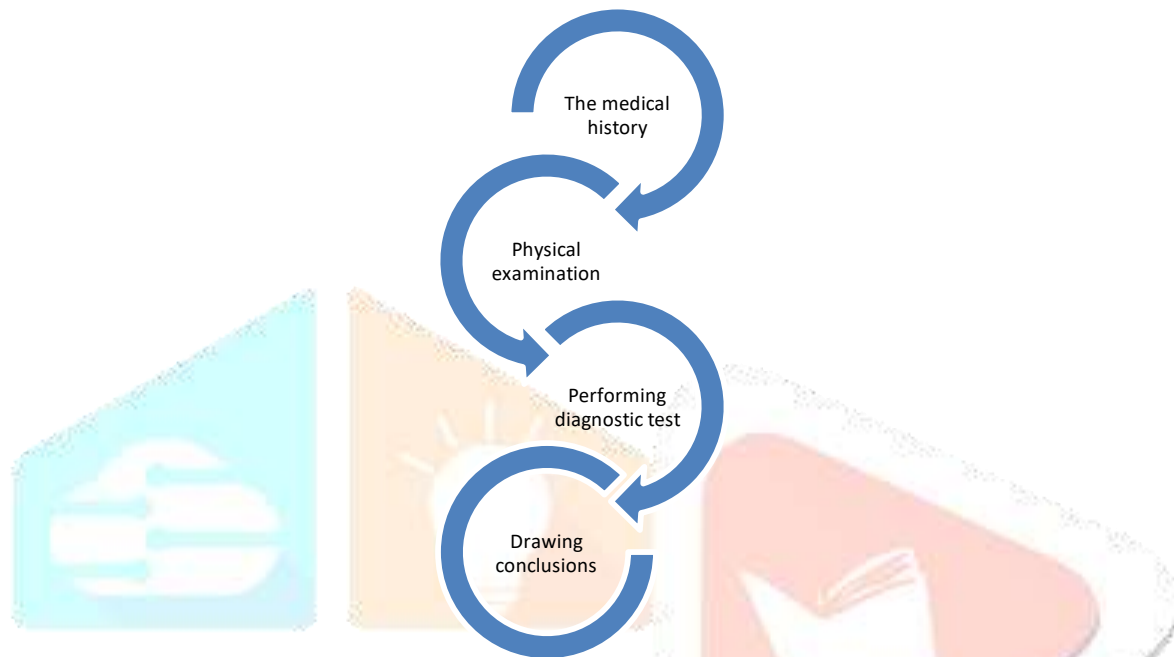 The medical
history
Physical
examination
Performing
diagnostic test
Drawing
conclusions